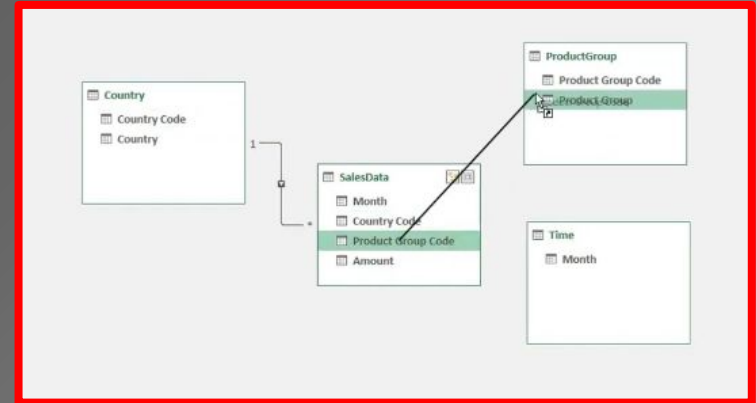 Country
Country Code
Country
1
*
SalesData
Month
Country Code
Product Group Code
Amount
ProductGroup
Product Group Code
Product Group
Time
Month